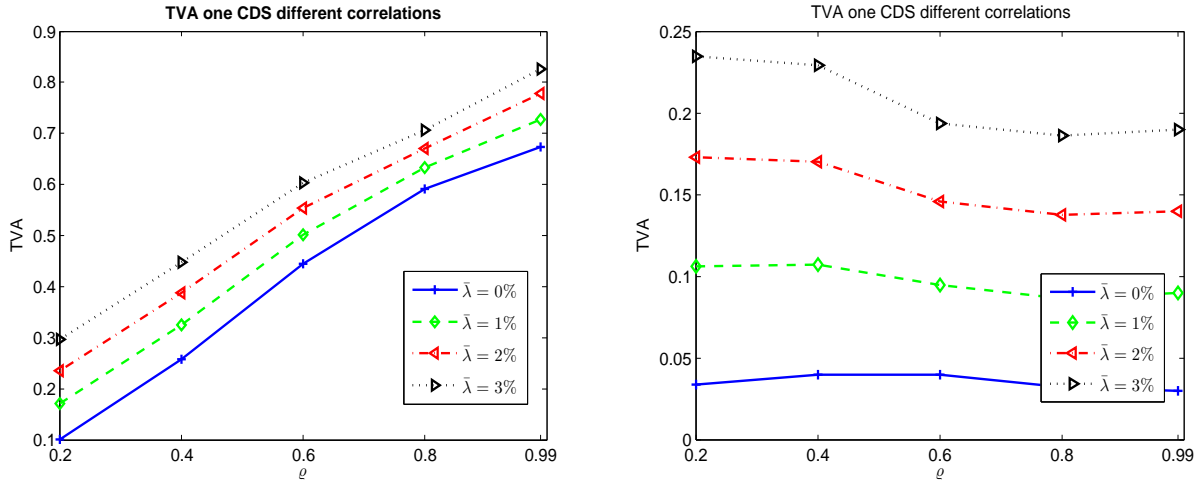 TVA one CDS different correlations
0.9
0.8
0.7
0.6
0.5
0.4
0.3
0.2
0.1
TVA
0.2 0.4 0.6 0.8 0.99
ϱ
λ̄ = 0%
λ̄ = 1%
λ̄ = 2%
λ̄ = 3%
TVA one CDS different correlations
0.25
0.2
0.15
0.1
0.05
0
TVA
0.2 0.4 0.6 0.8 0.99
ϱ
λ̄ = 0%
λ̄ = 1%
λ̄ = 2%
λ̄ = 3%